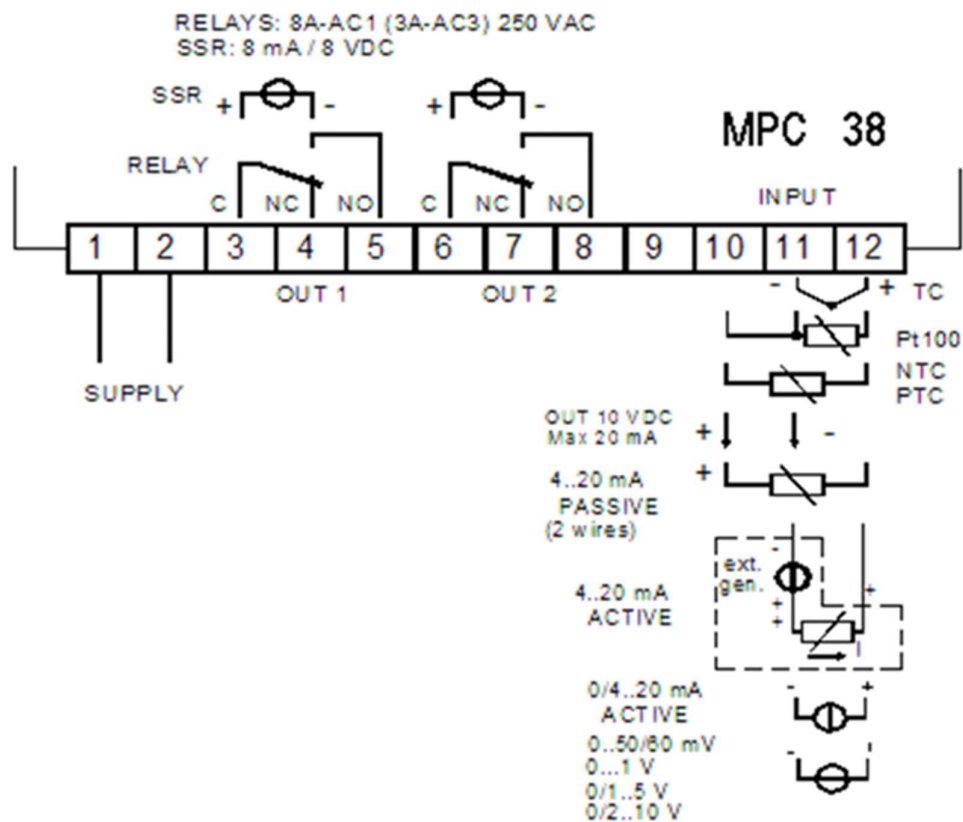 RELAYS: 8A-AC1 (3A-AC3) 250 VAC
SSR: 8 mA / 8 VDC
SSR + - + -
MPC 38
RELAY
C NC NO C NC NO
INPUT
1 2 3 4 5 6 7 8 9 10 11 12
OUT 1 OUT 2
- + TC
Pt100
SUPPLY
NTC
PTC
OUT 10 VDC
Max 20 mA
+ -
4..20 mA
PASSIVE
(2 wires)
+
-
ext.
gen.
+
+
+
4..20 mA
ACTIVE
I
0/4..20 mA
ACTIVE
- +
0..50/60 mV
0...1 V
0/1..5 V
0/2..10 V
-